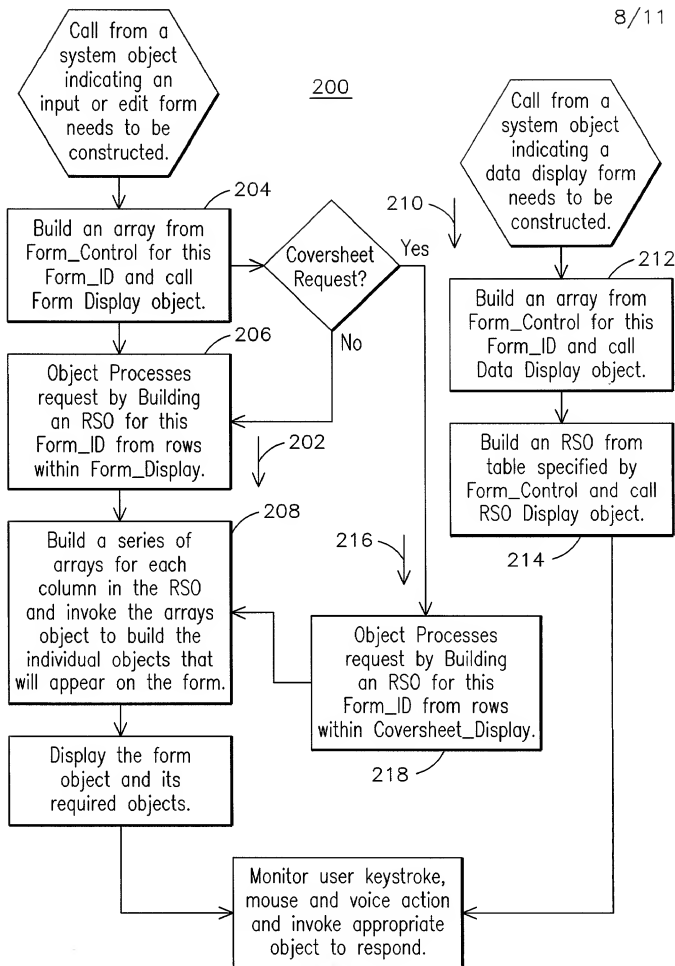 8/11
200
Call from a
system object
indicating an
input or edit form
needs to be
constructed.
204
Build an array from
Form_Control for this
Form_ID and call
Form Display object.
Coversheet
Request?
Yes
No
206
Object Processes
request by Building
an RSO for this
Form_ID from rows
within Form_Display.
202
208
Build a series of
arrays for each
column in the RSO
and invoke the arrays
object to build the
individual objects that
will appear on the form.
Display the form
object and its
required objects.
216
Object Processes
request by Building
an RSO for this
Form_ID from rows
within Coversheet_Display.
218
210
Call from a
system object
indicating a
data display form
needs to be
constructed.
212
Build an array from
Form_Control for this
Form_ID and call
Data Display object.
Build an RSO from
table specified by
Form_Control and call
RSO Display object.
214
Monitor user keystroke,
mouse and voice action
and invoke appropriate
object to respond.